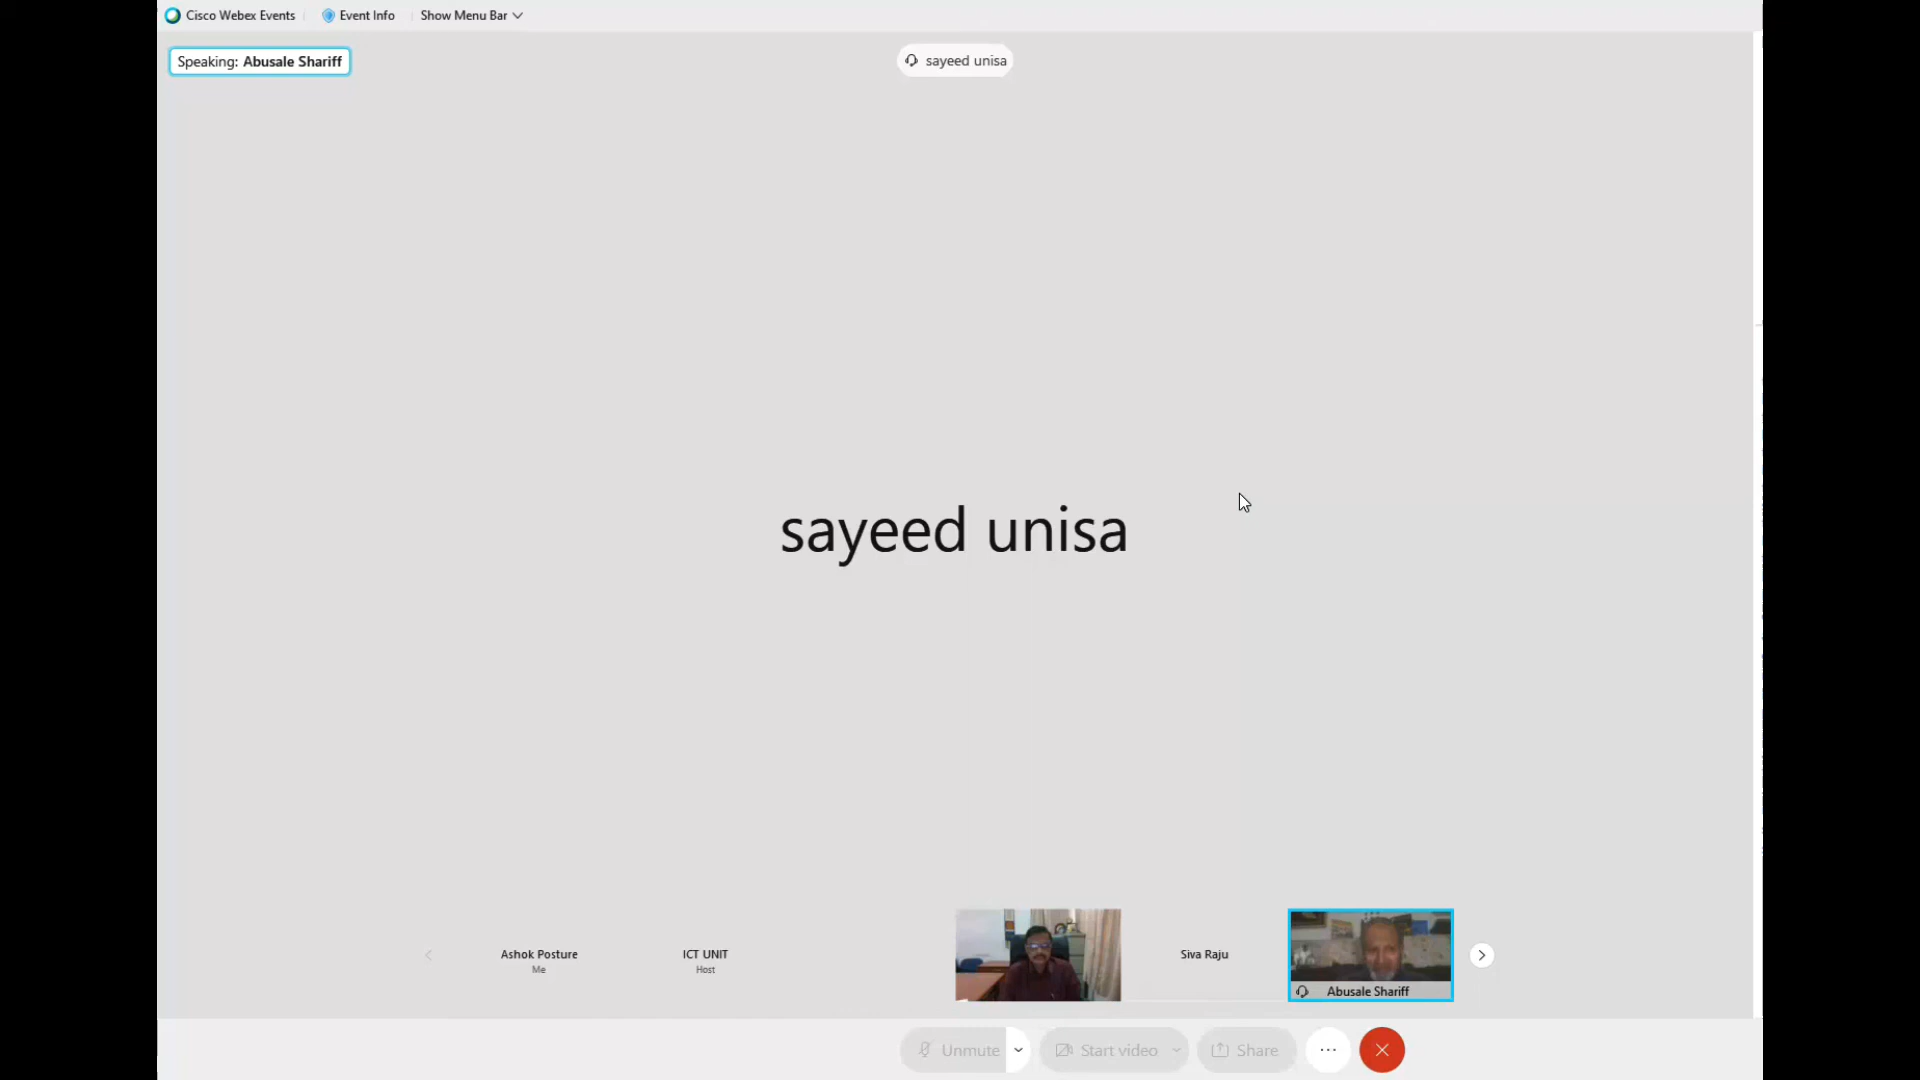 Cisco Webex Events
Event Info
Show Menu Bar
Speaking: Abusale Shariff
sayeed unisa
sayeed unisa
Ashok Posture
Me
ICT UNIT
Host
Siva Raju
Abusale Shariff
Unmute
Start video
Share